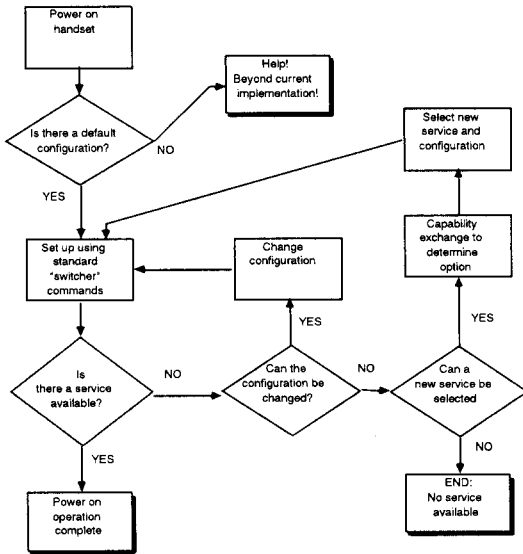 Power on
handset
Help!
Beyond current
implementation!
Is there a default
configuration?
NO
YES
Select new
service and
configuration
Set up using
standard
"switcher"
commands
Change
configuration
Capability
exchange to
determine
option
YES
YES
Is
there a service
available?
NO
Can the
configuration be
changed?
NO
Can a
new service be
selected
YES
NO
Power on
operation
complete
END:
No service
available